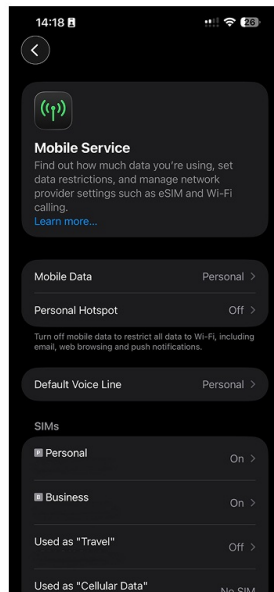 14:18
26
Mobile Service
Find out how much data you're using, set
data restrictions, and manage network
provider settings such as eSIM and Wi-Fi
calling.
Learn more...
Mobile Data Personal
Personal Hotspot Off
Turn off mobile data to restrict all data to Wi-Fi, including
email, web browsing and push notifications.
Default Voice Line Personal
SIMs
P Personal
On
B Business
On
Used as "Travel"
Off
Used as "Cellular Data"
No SIM